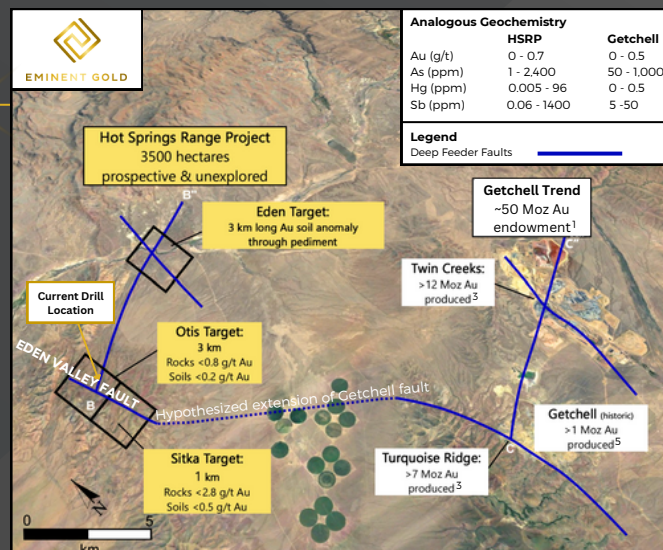 EMINENT GOLD
Analogous Geochemistry
HSRP Getchell
Au (g/t) 0 - 0.7 0 - 0.5
As (ppm) 1 - 2,400 50 - 1,000
Hg (ppm) 0.005 - 96 0 - 0.5
Sb (ppm) 0.06 - 1400 5 -50
Legend
Deep Feeder Faults
Hot Springs Range Project
3500 hectares
prospective & unexplored
B"
Eden Target:
3 km long Au soil anomaly
through pediment
Getchell Trend
~50 Moz Au
endowment1
C'
Twin Creeks:
>12 Moz Au
produced3
Current Drill
Location
Otis Target:
3 km
Rocks <0.8 g/t Au
Soils <0.2 g/t Au
EDEN VALLEY FAULT
B
Hypothesized extension of Getchell fault
Getchell (historic)
>1 Moz Au
produced5
C
Sitka Target:
1 km
Rocks <2.8 g/t Au
Soils <0.5 g/t Au
Turquoise Ridge:
>7 Moz Au
produced3
N
0 5
km